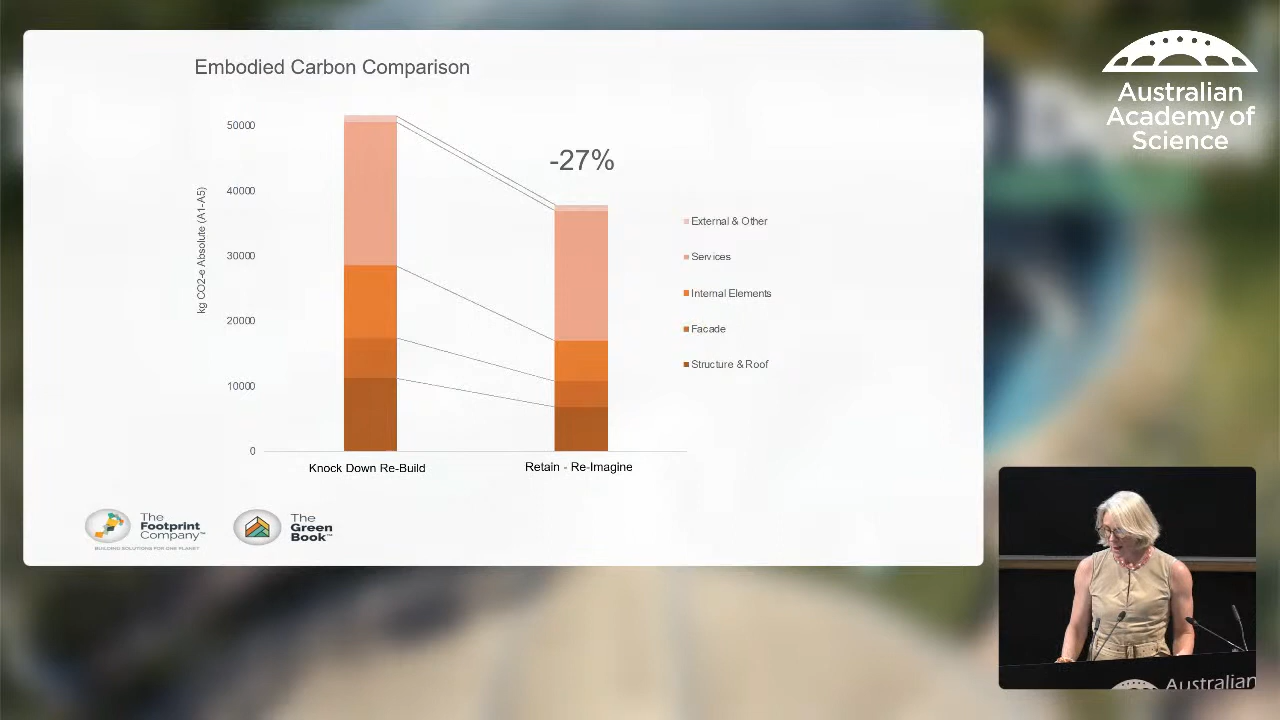 Embodied Carbon Comparison
50000
40000
30000
20000
10000
0
kg CO2-e Absolute (A1-A5)
-27%
External & Other
Services
Internal Elements
Facade
Structure & Roof
Knock Down Re-Build
Retain - Re-Imagine
The
Footprint
Company™
BUILDING SOLUTIONS FOR ONE PLANET
The
Green
Book™
Australian
Academy of
Science
Australian